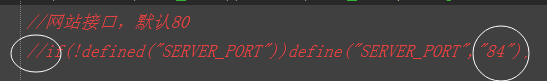 //网站接口，默认80
//if(!defined("SERVER_PORT"))define("SERVER_PORT","84"),